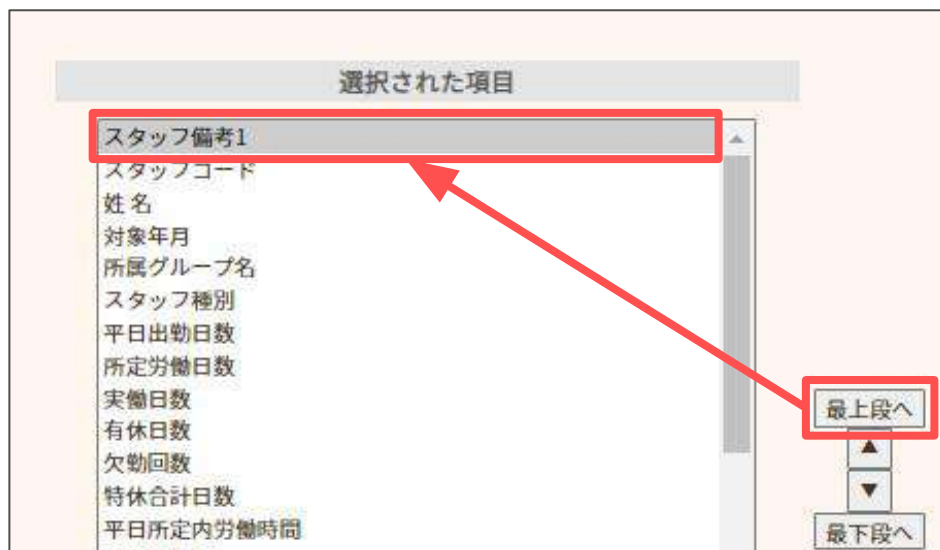 選択された項目
スタッフ備考1
スタッフコード
姓 名
対象年月
所属グループ名
スタッフ種別
平日出勤日数
所定労働日数
実働日数
有休日数
欠勤回数
特休合計日数
平日所定内労働時間
最上段へ
▲
▼
最下段へ